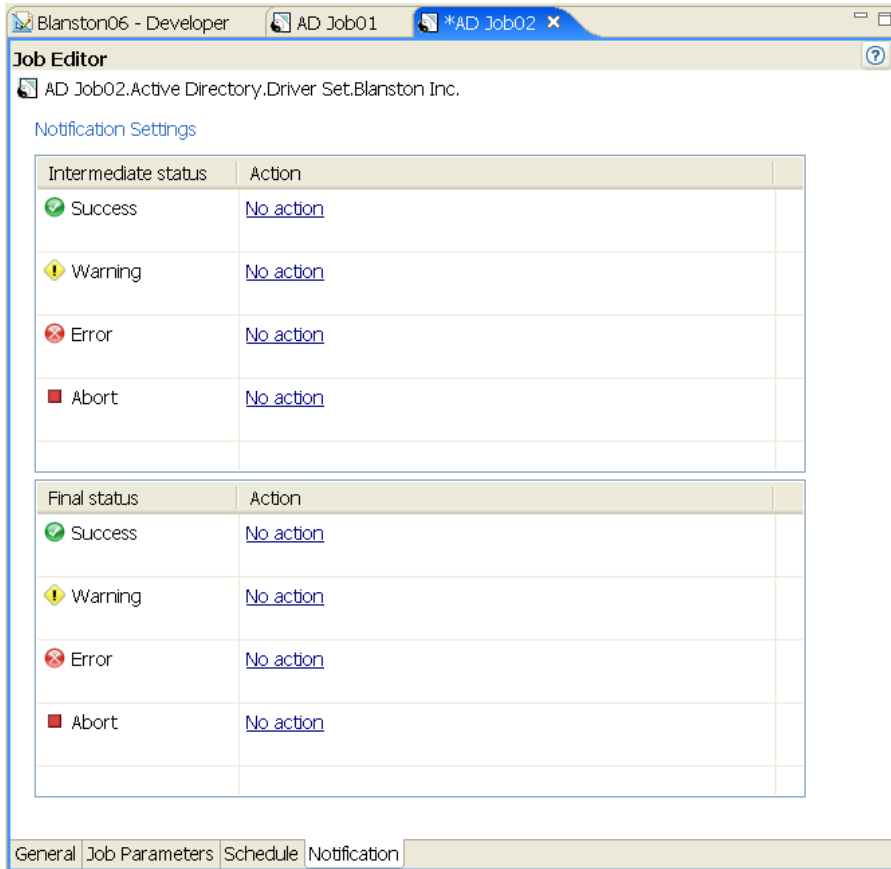 Blanston06 - Developer AD Job01 *AD Job02
Job Editor
AD Job02.Active Directory.Driver Set.Blanston Inc.
Notification Settings
Intermediate status Action
Success No action
Warning No action
Error No action
Abort No action
Final status Action
Success No action
Warning No action
Error No action
Abort No action
General Job Parameters Schedule Notification